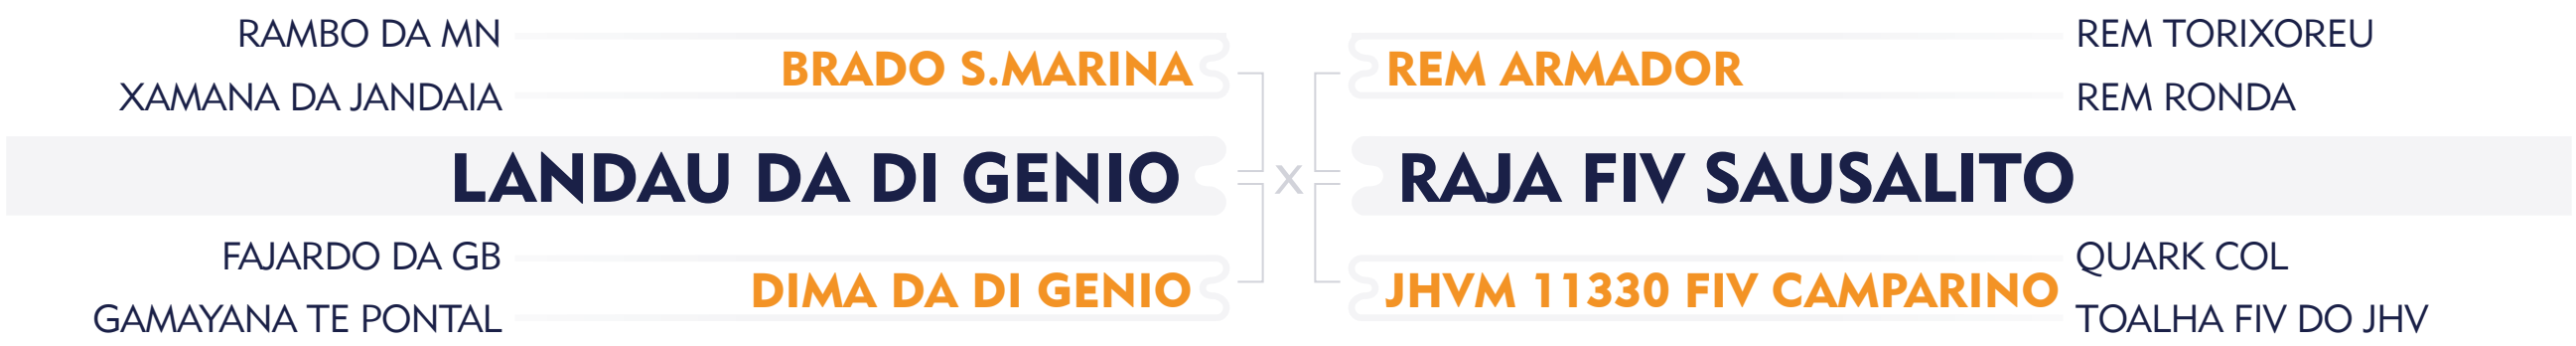 RAMBO DA MN
XAMANA DA JANDAIA
BRADO S.MARINA
LANDAU DA DI GENIO
FAJARDO DA GB
GAMAYANA TE PONTAL
DIMA DA DI GENIO
X
REM ARMADOR
REM TORIXOREU
REM RONDA
RAJA FIV SAUSALITO
JHVM 11330 FIV CAMPARINO
QUARK COL
TOALHA FIV DO JHV